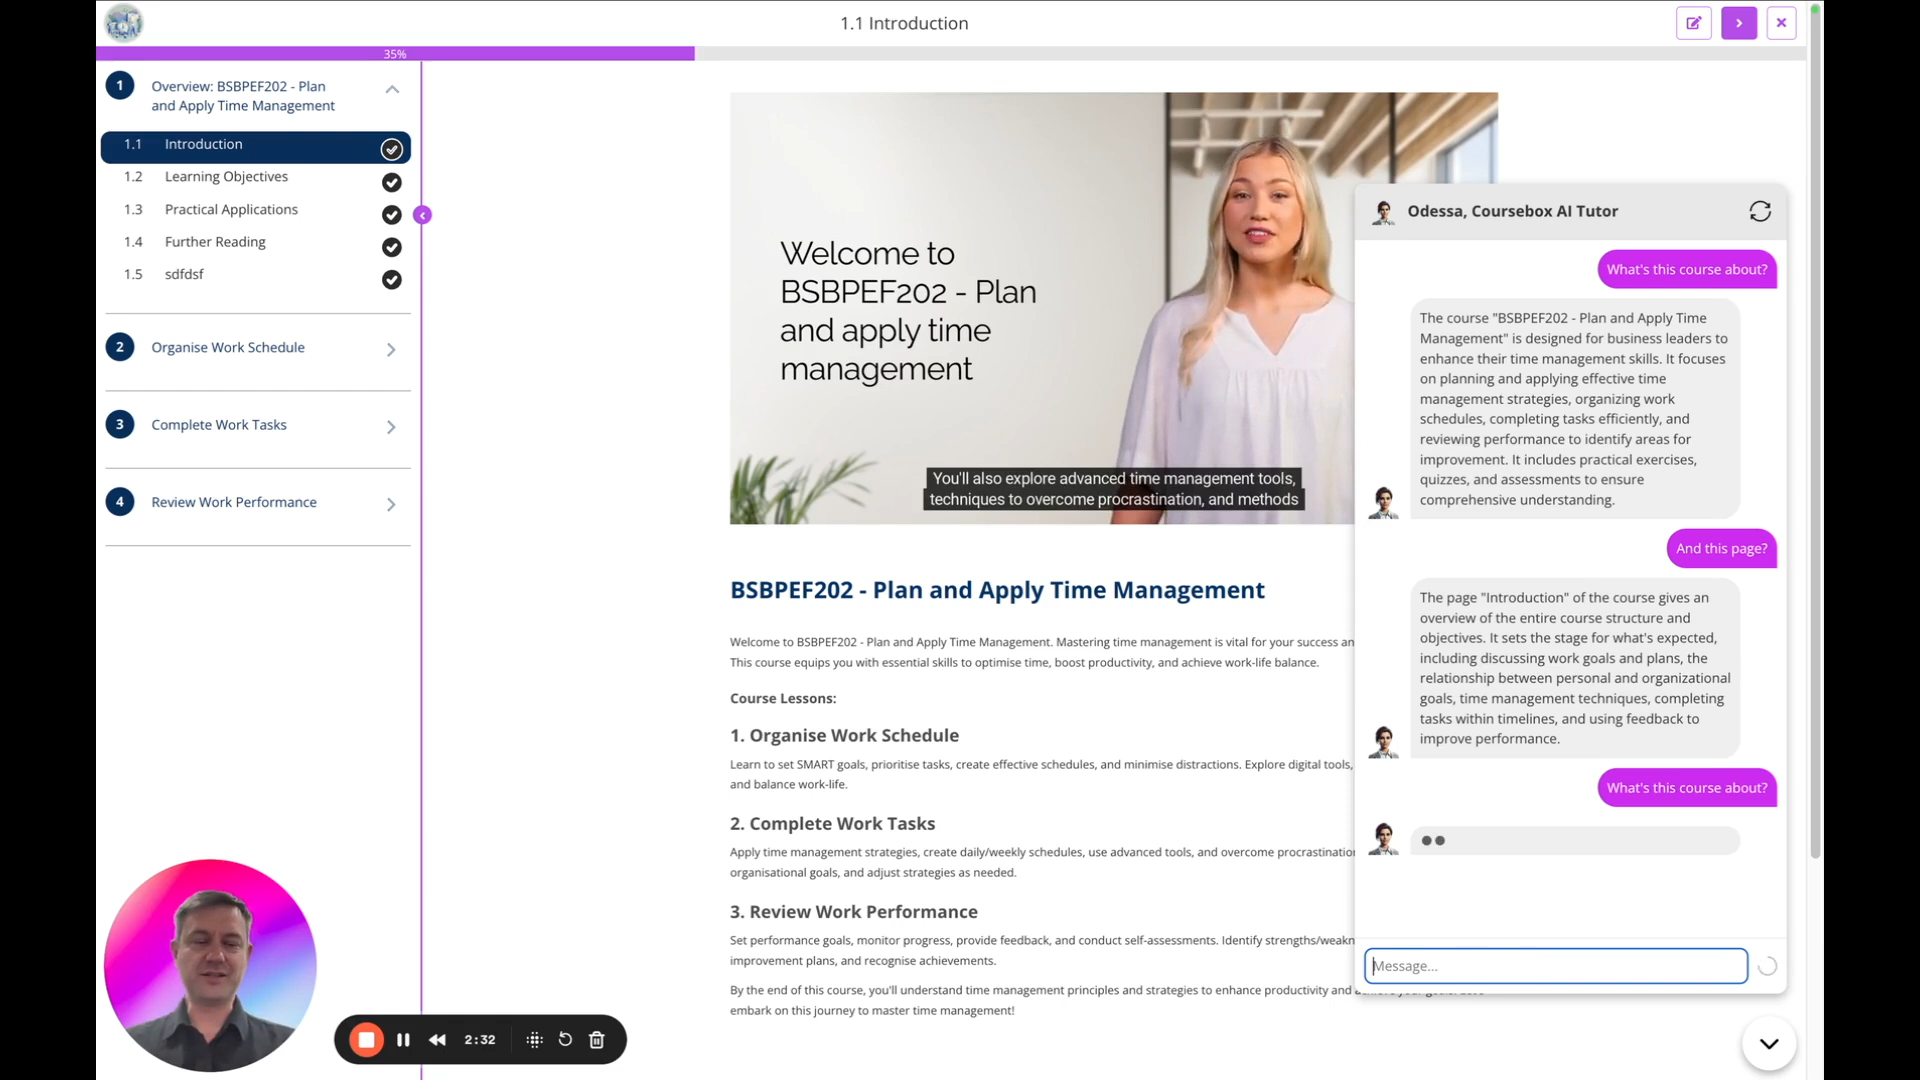 1.1 Introduction
35%
1 Overview: BSBPEF202 - Plan
and Apply Time Management
1.1 Introduction
1.2 Learning Objectives
1.3 Practical Applications
1.4 Further Reading
1.5 sdfdsf
2 Organise Work Schedule
3 Complete Work Tasks
4 Review Work Performance
Welcome to
BSBPEF202 - Plan
and apply time
management
You'll also explore advanced time management tools,
techniques to overcome procrastination, and methods
BSBPEF202 - Plan and Apply Time Management
Welcome to BSBPEF202 - Plan and Apply Time Management. Mastering time management is vital for your success an
This course equips you with essential skills to optimise time, boost productivity, and achieve work-life balance.
Course Lessons:
1. Organise Work Schedule
Learn to set SMART goals, prioritise tasks, create effective schedules, and minimise distractions. Explore digital tools,
and balance work-life.
2. Complete Work Tasks
Apply time management strategies, create daily/weekly schedules, use advanced tools, and overcome procrastination
organisational goals, and adjust strategies as needed.
3. Review Work Performance
Set performance goals, monitor progress, provide feedback, and conduct self-assessments. Identify strengths/weakn
improvement plans, and recognise achievements.
By the end of this course, you'll understand time management principles and strategies to enhance productivity and
embark on this journey to master time management!
Odessa, Coursebox AI Tutor
What's this course about?
The course "BSBPEF202 - Plan and Apply Time
Management" is designed for business leaders to
enhance their time management skills. It focuses
on planning and applying effective time
management strategies, organizing work
schedules, completing tasks efficiently, and
reviewing performance to identify areas for
improvement. It includes practical exercises,
quizzes, and assessments to ensure
comprehensive understanding.
And this page?
The page "Introduction" of the course gives an
overview of the entire course structure and
objectives. It sets the stage for what's expected,
including discussing work goals and plans, the
relationship between personal and organizational
goals, time management techniques, completing
tasks within timelines, and using feedback to
improve performance.
What's this course about?
Message...
2:32